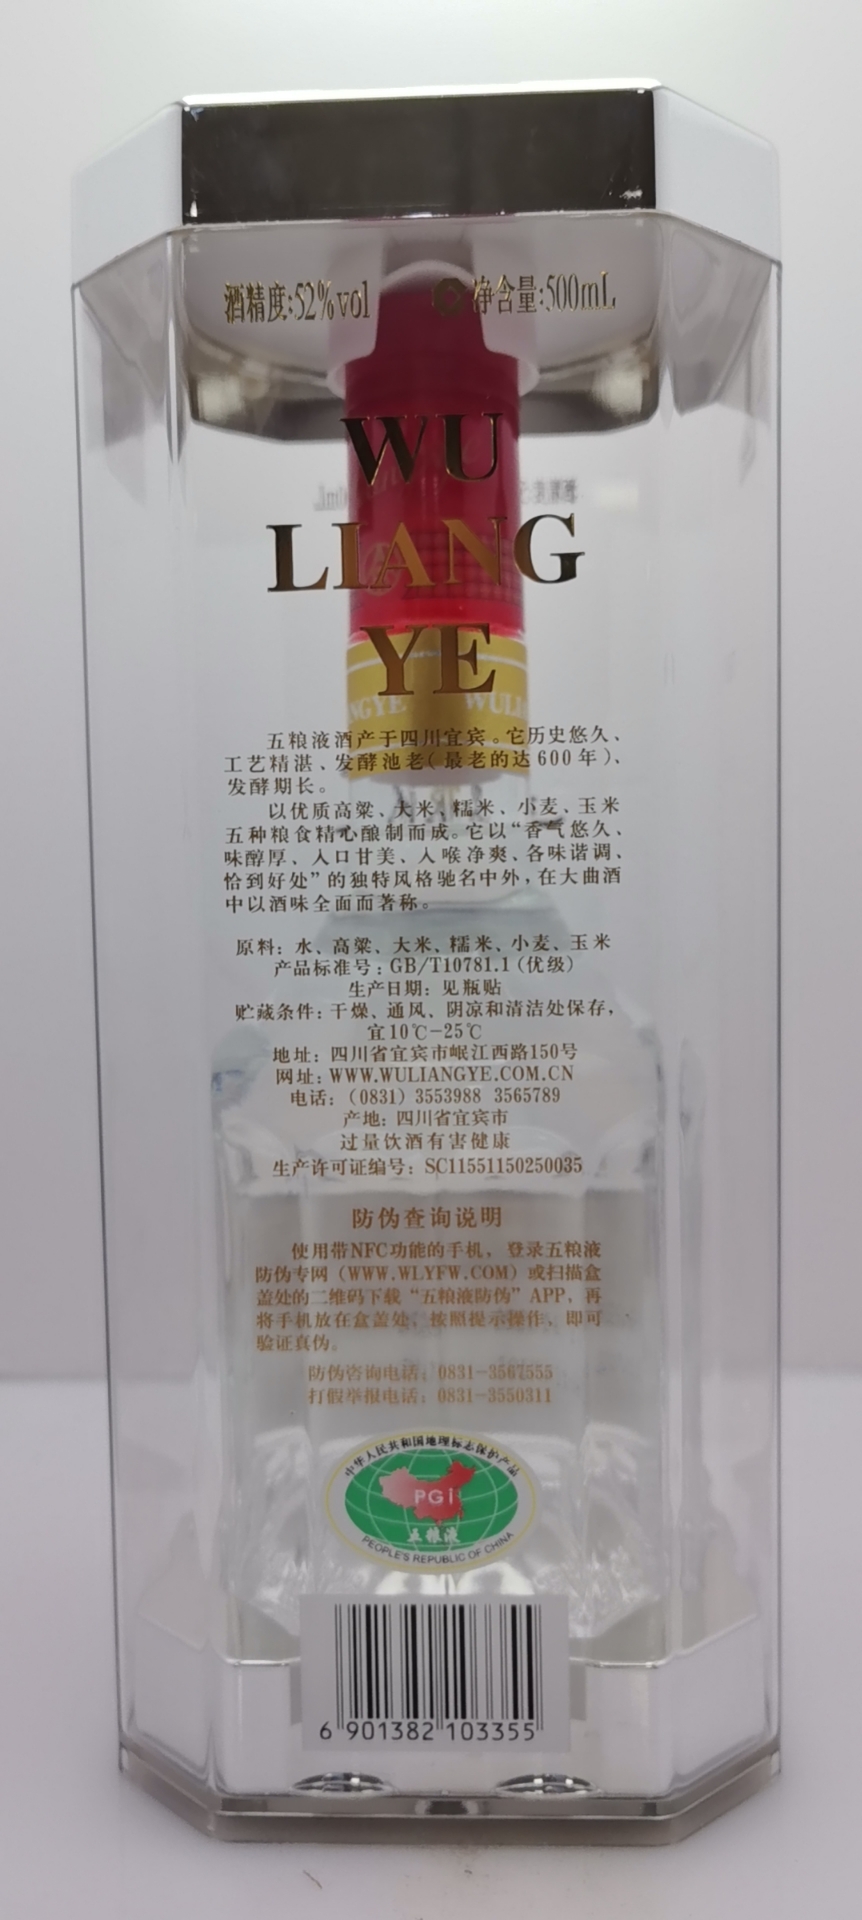 酒精度:52%vol 净含量:500mL
WU
LIANG
YE
NGYE WULI
五粮液酒产于四川宜宾。它历史悠久、
工艺精湛、发酵池老(最老的达600年)、
发酵期长。
以优质高粱、大米、糯米、小麦、玉米
五种粮食精心酿制而成。它以“香气悠久、
味醇厚、入口甘美、入喉净爽、各味谐调、
恰到好处”的独特风格驰名中外,在大曲酒
中以酒味全面而著称。
原料: 水、高粱、大米、糯米、小麦、玉米
产品标准号: GB/T10781.1(优级)
生产日期: 见瓶贴
贮藏条件: 干燥、通风、阴凉和清洁处保存,
宜10℃-25℃
地址: 四川省宜宾市岷江西路150号
网址: WWW.WULIANGYE.COM.CN
电话: (0831) 3553988 3565789
产地: 四川省宜宾市
过量饮酒有害健康
生产许可证编号: SC11551150250035
防伪查询说明
使用带NFC功能的手机, 登录五粮液
防伪专网(WWW.WLYFW.COM)或扫描盒
盖处的二维码下载“五粮液防伪”APP, 再
将手机放在盒盖处, 按照提示操作, 即可
验证真伪。
防伪咨询电话: 0831-3567555
打假举报电话: 0831-3550311
中华人民共和国地理标志保护产品
PGI
五粮液
PEOPLE'S REPUBLIC OF CHINA
6 901382 103355